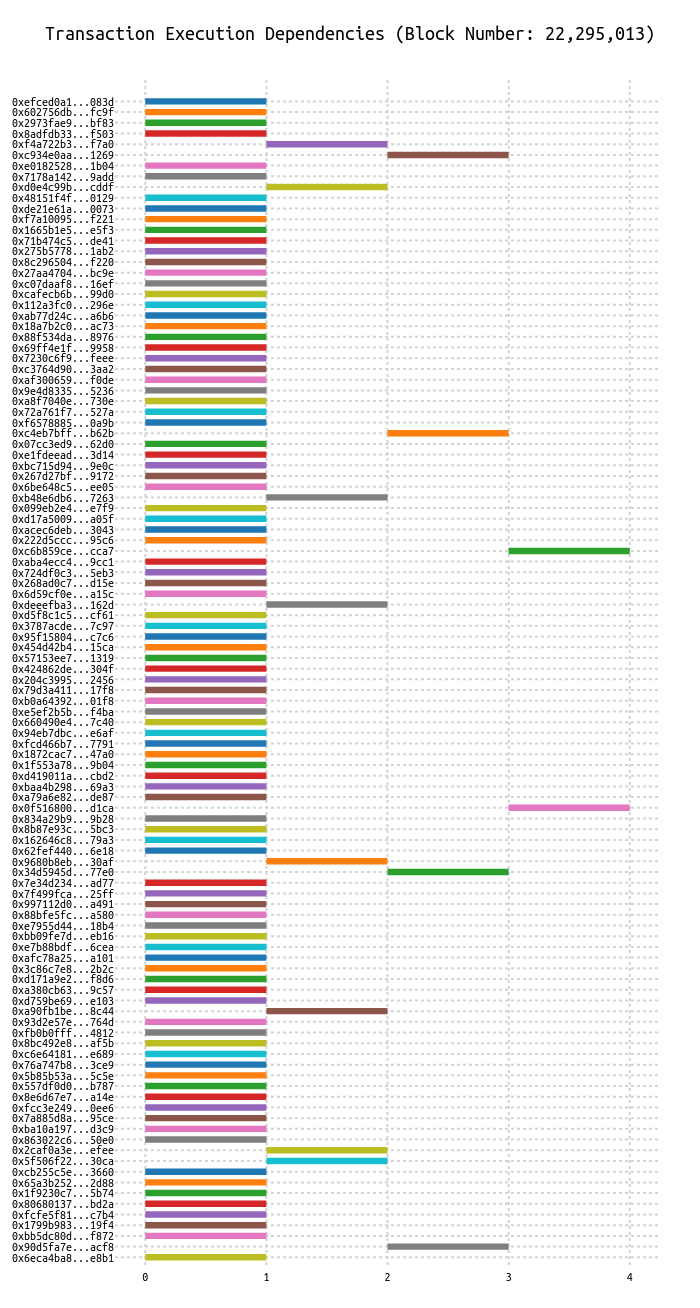 Transaction Execution Dependencies (Block Number: 22,295,013)
0xefced0a1...083d
0x602756db...fc9f
0x2973fae9...bf83
0x8adfdb33...f503
0xf4a722b3...f7a0
0xc934e0aa...1269
0xe0182528...1b04
0x7178a142...9add
0xd0e4c99b...cddf
0x48151f4f...0129
0xde21e61a...0073
0xf7a10095...f221
0x1665b1e5...e5f3
0x71b474c5...de41
0x275b5778...1ab2
0x8c296504...f220
0x27aa4704...bc9e
0xc07daaf8...16ef
0xcafecb6b...99d0
0x112a3fc0...296e
0xab77d24c...a6b6
0x18a7b2c0...ac73
0x88f534da...8976
0x69ff4e1f...9958
0x7230c6f9...feee
0xc3764d90...3aa2
0xaf300659...f0de
0x9e4d8335...5236
0xa8f7040e...730e
0x72a761f7...527a
0xf6578885...0a9b
0xc4eb7bff...b62b
0x07cc3ed9...62d0
0xe1fdeead...3d14
0xbc715d94...9e0c
0x267d27bf...9172
0x6be648c5...ee05
0xb48e6db6...7263
0x099eb2e4...e7f9
0xd17a5009...a05f
0xacec6deb...3043
0x222d5ccc...95c6
0xc6b859ce...cca7
0xaba4ecc4...9cc1
0x724df0c3...5eb3
0x268ad0c7...d15e
0x6d59cf0e...a15c
0xdeeefba3...162d
0xd5f8c1c5...cf61
0x3787acde...7c97
0x95f15804...c7c6
0x454d42b4...15ca
0x57153ee7...1319
0x424862de...304f
0x204c3995...2456
0x79d3a411...17f8
0xb0a64392...01f8
0xe5ef2b5b...f4ba
0x660490e4...7c40
0x94eb7dbc...e6af
0xfcd466b7...7791
0x1872cac7...47a0
0x1f553a78...9b04
0xd419011a...cbd2
0xbaa4b298...69a3
0xa79a6e82...de87
0x0f516800...d1ca
0x834a29b9...9b28
0x8b87e93c...5bc3
0x162646c8...79a3
0x62fef440...6e18
0x9680b8eb...30af
0x34d5945d...77e0
0x7e34d234...ad77
0x7f499fca...25ff
0x997112d0...a491
0x88bfe5fc...a580
0xe7955d44...18b4
0xbb09fe7d...eb16
0xe7b88bdf...6cea
0xafc78a25...a101
0x3c86c7e8...2b2c
0xd171a9e2...f8d6
0xa380cb63...9c57
0xd759be69...e103
0xa90fb1be...8c44
0x93d2e57e...764d
0xfb0b0fff...4812
0x8bc492e8...af5b
0xc6e64181...e689
0x76a747b8...3ce9
0x5b85b53a...5c5e
0x557df0d0...b787
0x8e6d67e7...a14e
0xfcc3e249...0ee6
0x7a885d8a...95ce
0xba10a197...d3c9
0x863022c6...50e0
0x2caf0a3e...efee
0x5f506f22...30ca
0xcb255c5e...3660
0x65a3b252...2d88
0x1f9230c7...5b74
0x80680137...bd2a
0xfcfe5f81...c7b4
0x1799b983...19f4
0xbb5dc80d...f872
0x90d5fa7e...acf8
0x6eca4ba8...e8b1
0 1 2 3 4